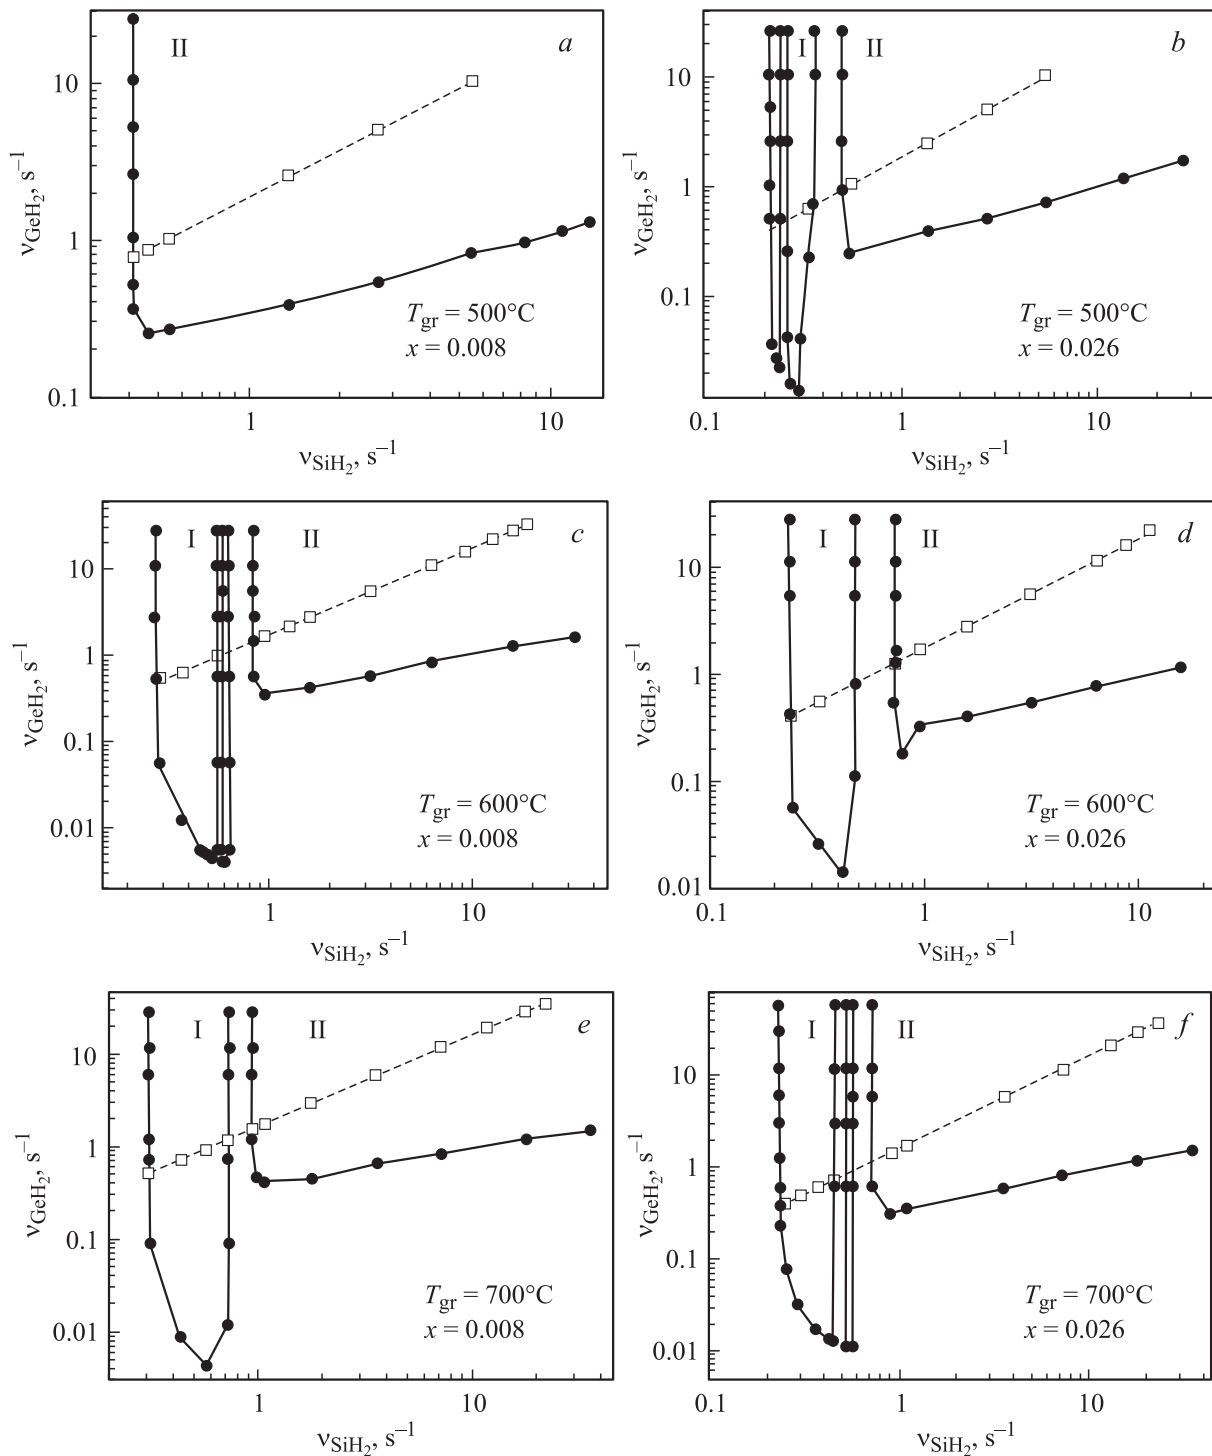 II
a
10
1
0.1
1
10
ν_GeH₂, s⁻¹
ν_SiH₂, s⁻¹
T_gr = 500°C
x = 0.008
I
II
b
10
1
0.1
0.1
1
10
ν_GeH₂, s⁻¹
ν_SiH₂, s⁻¹
T_gr = 500°C
x = 0.026
I
II
c
10
1
0.1
0.01
1
10
ν_GeH₂, s⁻¹
ν_SiH₂, s⁻¹
T_gr = 600°C
x = 0.008
I
II
d
10
1
0.1
0.01
0.1
1
10
ν_GeH₂, s⁻¹
ν_SiH₂, s⁻¹
T_gr = 600°C
x = 0.026
I
II
e
10
1
0.1
0.01
1
10
ν_GeH₂, s⁻¹
ν_SiH₂, s⁻¹
T_gr = 700°C
x = 0.008
I
II
f
10
1
0.1
0.01
0.1
1
10
ν_GeH₂, s⁻¹
ν_SiH₂, s⁻¹
T_gr = 700°C
x = 0.026